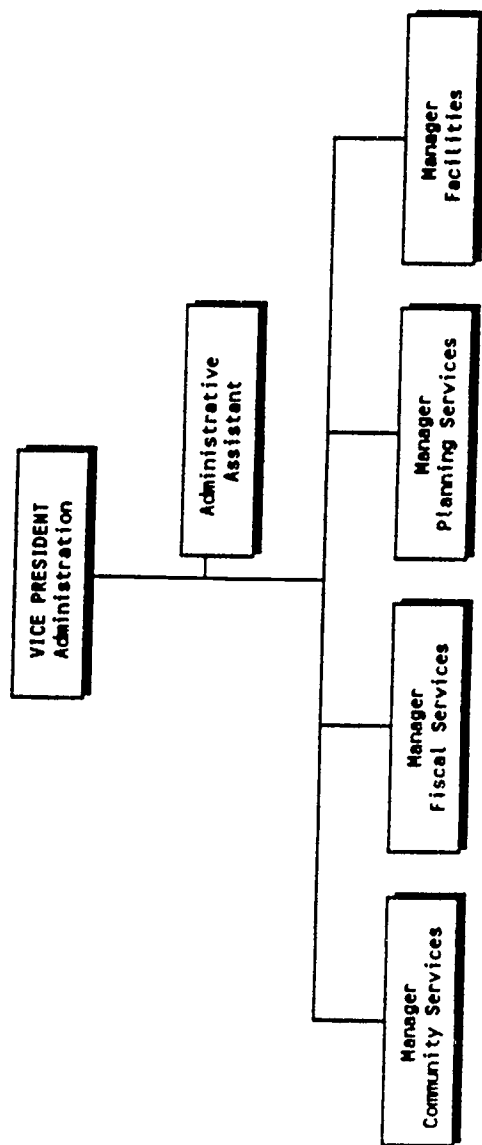 VICE PRESIDENT
Administration
Administrative
Assistant
Manager
Community Services
Manager
Fiscal Services
Manager
Planning Services
Manager
Facilities